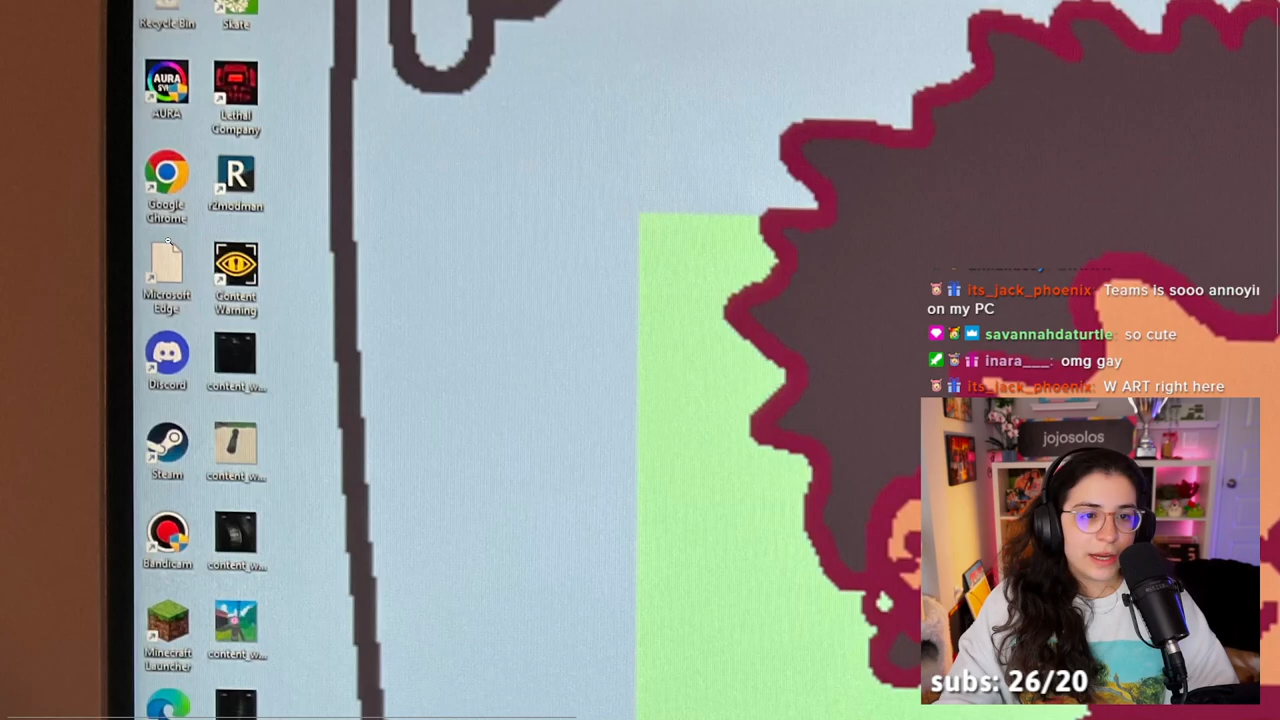 Recycle Bin
Skate
AURA
SYNC
AURA
Lethal
Company
Google
Chrome
R
r2modman
Microsoft
Edge
Content
Warning
Discord
content_w...
Steam
content_w...
Bandicam
content_w...
Minecraft
Launcher
content_w...
its_jack_phoenix: Teams is sooo annoyi
on my PC
savannahdaturtle: so cute
inara___: omg gay
its_jack_phoenix: W ART right here
jojosolos
subs: 26/20